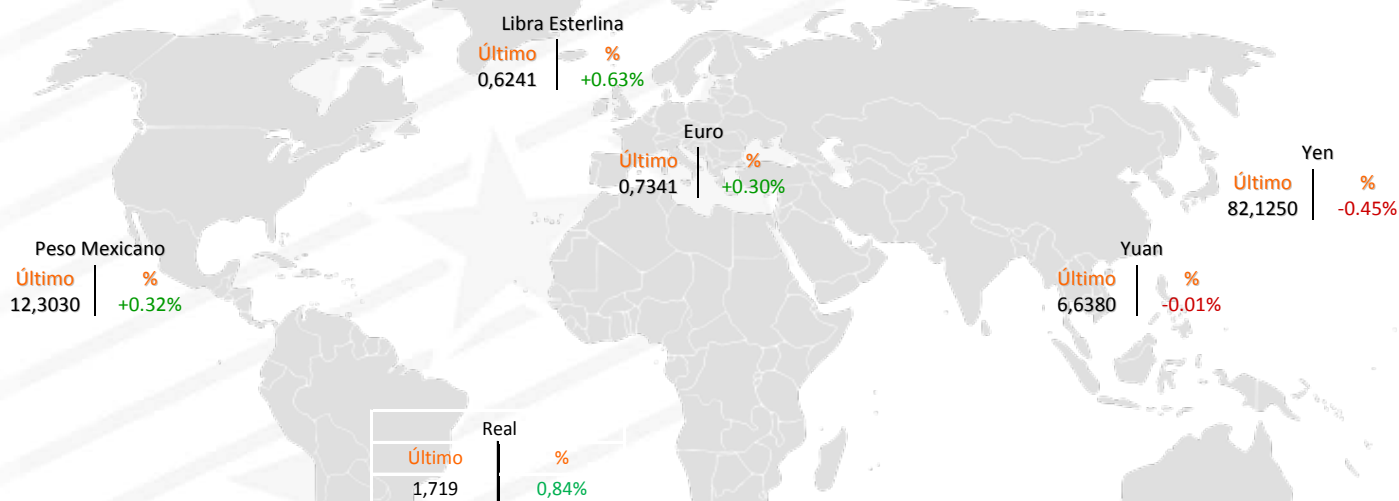 Libra Esterlina
Último %
0,6241 +0.63%
Euro
Último %
0,7341 +0.30%
Yen
Último %
82,1250 -0.45%
Peso Mexicano
Último %
12,3030 +0.32%
Yuan
Último %
6,6380 -0.01%
Real
Último %
1,719 0,84%